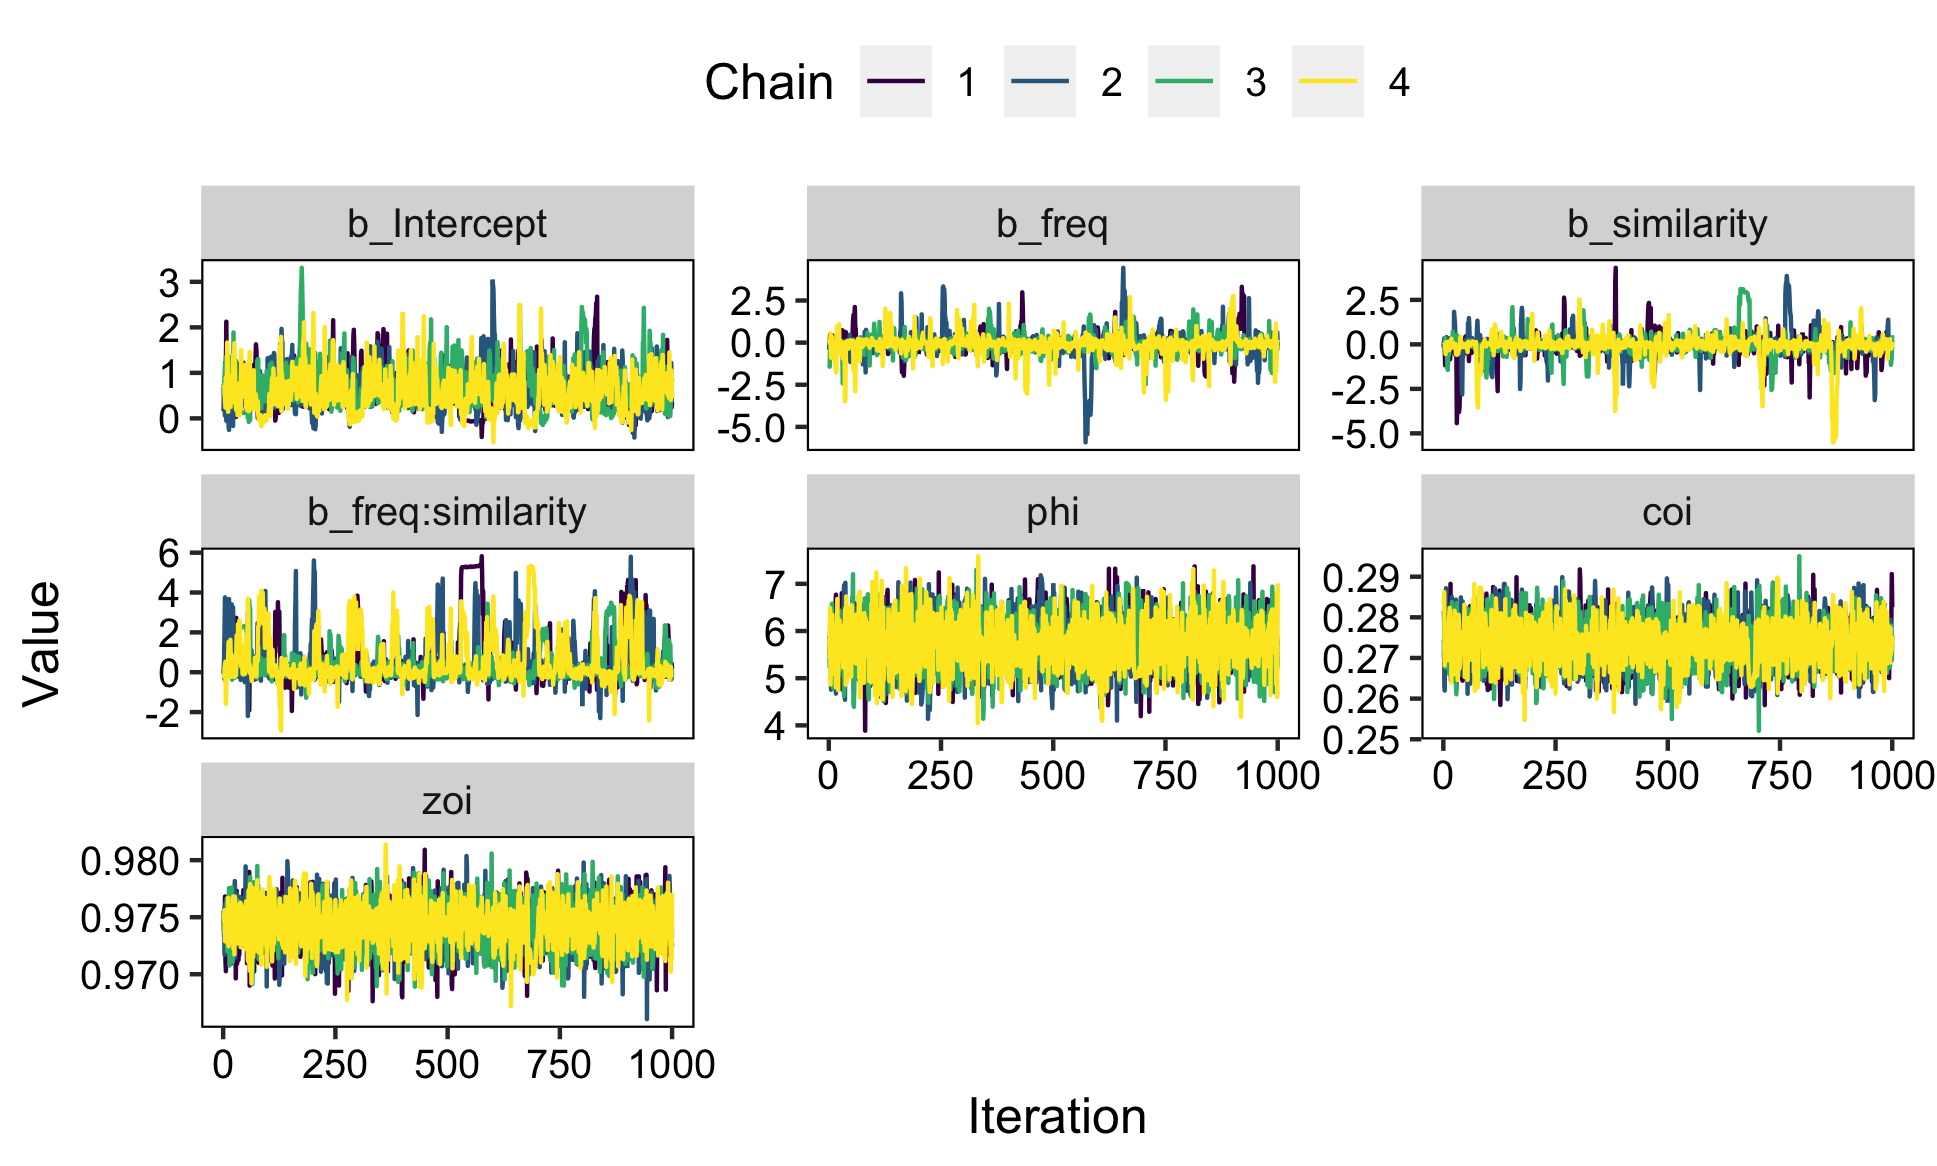 Chain 1 2 3 4
b_Intercept b_freq b_similarity
3 2 1 0
2.5 0.0 -2.5 -5.0
2.5 0.0 -2.5 -5.0
b_freq:similarity phi coi
6 4 2 0 -2
7 6 5 4
0.29 0.28 0.27 0.26 0.25
0 250 500 750 1000
0 250 500 750 1000
zoi
0.980 0.975 0.970
0 250 500 750 1000
Value
Iteration